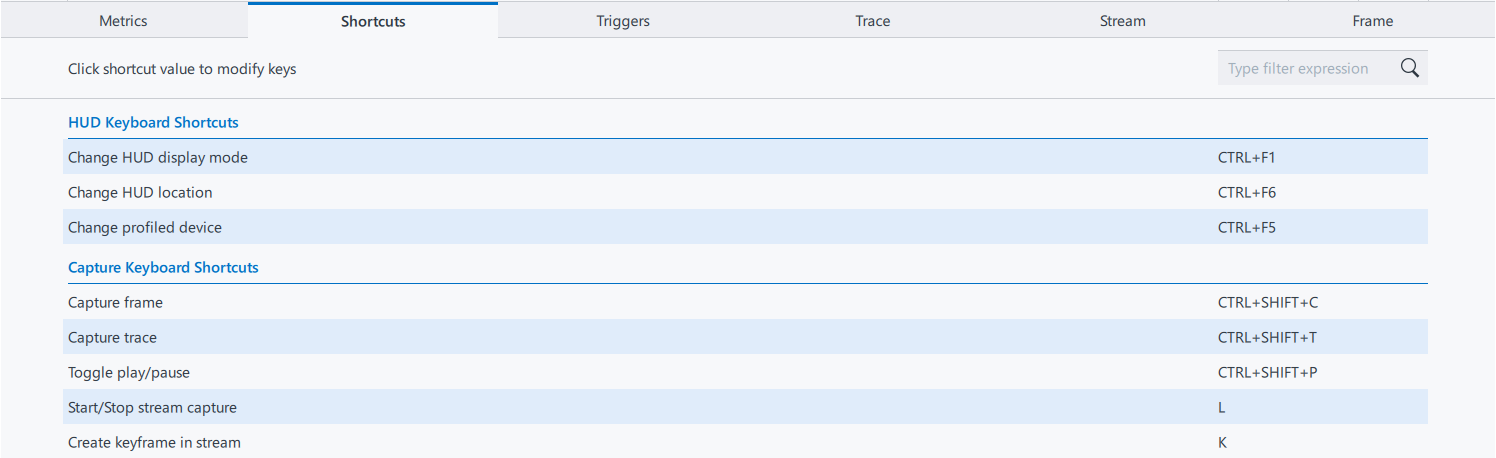 Metrics Shortcuts Triggers Trace Stream Frame
Click shortcut value to modify keys Type filter expression
HUD Keyboard Shortcuts
Change HUD display mode CTRL+F1
Change HUD location CTRL+F6
Change profiled device CTRL+F5
Capture Keyboard Shortcuts
Capture frame CTRL+SHIFT+C
Capture trace CTRL+SHIFT+T
Toggle play/pause CTRL+SHIFT+P
Start/Stop stream capture L
Create keyframe in stream K